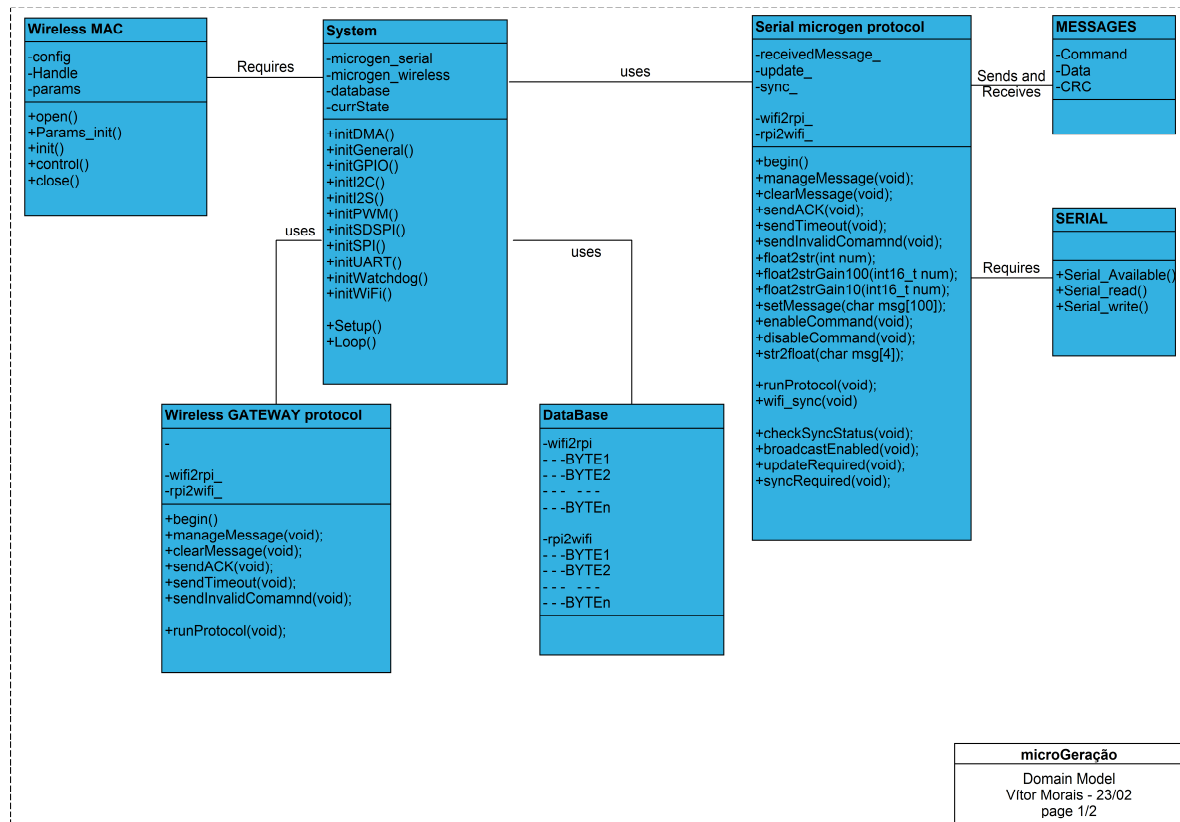 Wireless MAC
-config
-Handle
-params
+open()
+Params_init()
+init()
+control()
+close()
Requires
System
-microgen_serial
-microgen_wireless
-database
-currState
+initDMA()
+initGeneral()
+initGPIO()
+initI2C()
+initI2S()
+initPWM()
+initSDSPI()
+initSPI()
+initUART()
+initWatchdog()
+initWiFi()
+Setup()
+Loop()
uses
Serial microgen protocol
-receivedMessage_
-update_
-sync_
-wifi2rpi_
-rpi2wifi_
+begin()
+manageMessage(void);
+clearMessage(void);
+sendACK(void);
+sendTimeout(void);
+sendInvalidComamnd(void);
+float2str(int num);
+float2strGain100(int16_t num);
+float2strGain10(int16_t num);
+setMessage(char msg[100]);
+enableCommand(void);
+disableCommand(void);
+str2float(char msg[4]);
+runProtocol(void);
+wifi_sync(void)
+checkSyncStatus(void);
+broadcastEnabled(void);
+updateRequired(void);
+syncRequired(void);
Sends and
Receives
MESSAGES
-Command
-Data
-CRC
Requires
SERIAL
+Serial_Available()
+Serial_read()
+Serial_write()
uses
uses
Wireless GATEWAY protocol
-
-wifi2rpi_
-rpi2wifi_
+begin()
+manageMessage(void);
+clearMessage(void);
+sendACK(void);
+sendTimeout(void);
+sendInvalidComamnd(void);
+runProtocol(void);
DataBase
-wifi2rpi
- - -BYTE1
- - -BYTE2
- - - - - -
- - -BYTEn
-rpi2wifi
- - -BYTE1
- - -BYTE2
- - - - - -
- - -BYTEn
microGeração
Domain Model
Vítor Morais - 23/02
page 1/2